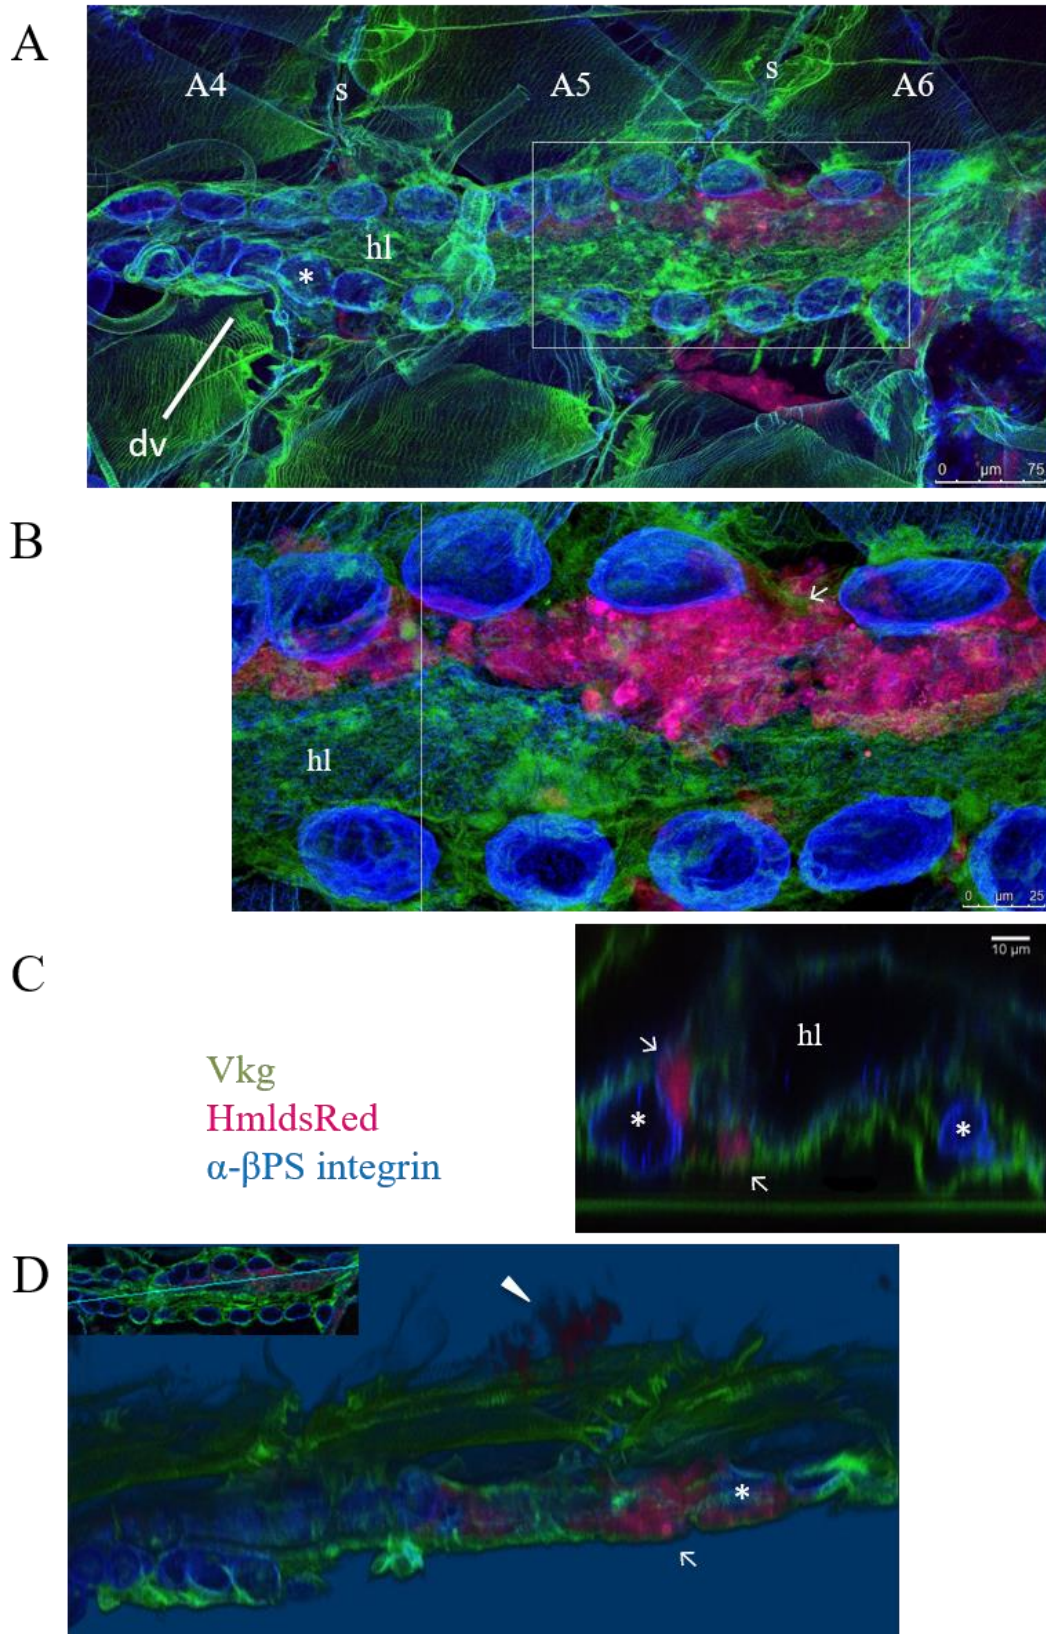 A
A4
s
A5
s
A6
hl
*
dv
0 µm 75
B
hl
0 µm 25
C
10 µm
hl
*
*
Vkg
HmldsRed
α-βPS integrin
D
*